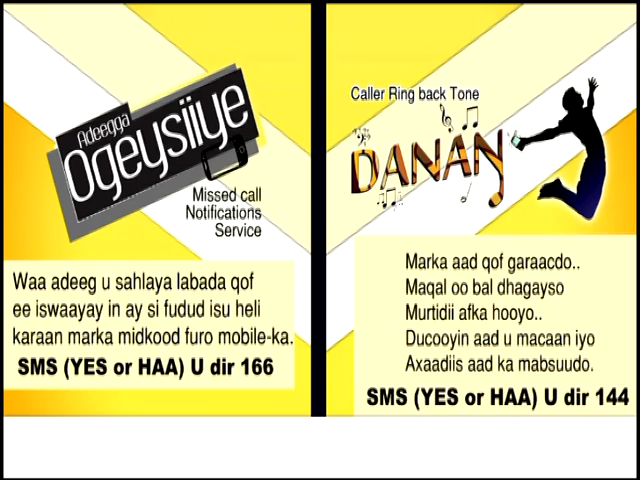 Adeegga
Ogeysiiye
Missed call
Notifications
Service
Waa adeeg u sahlaya labada qof
ee iswaayay in ay si fudud isu heli
karaan marka midkood furo mobile-ka.
SMS (YES or HAA) U dir 166
Caller Ring back Tone
DANAN
Marka aad qof garaacdo..
Maqal oo bal dhagayso
Murtidii afka hooyo..
Ducooyin aad u macaan iyo
Axaadiis aad ka mabsuudo.
SMS (YES or HAA) U dir 144